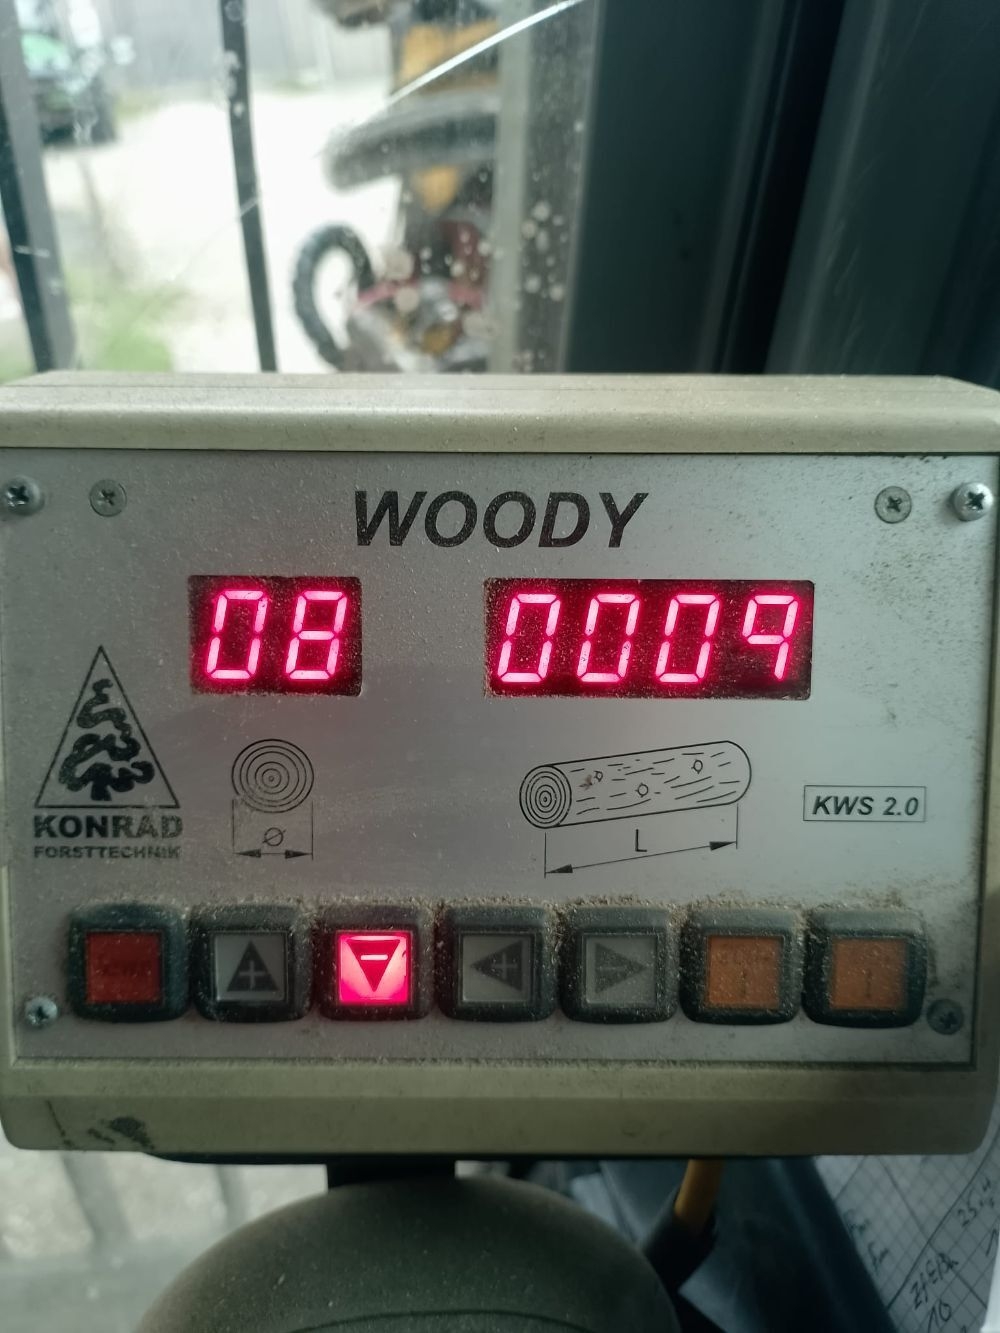 WOODY
08 0009
KONRAD
FORSTTECHNIK
Ø
L
KWS 2.0
+
−
+
−